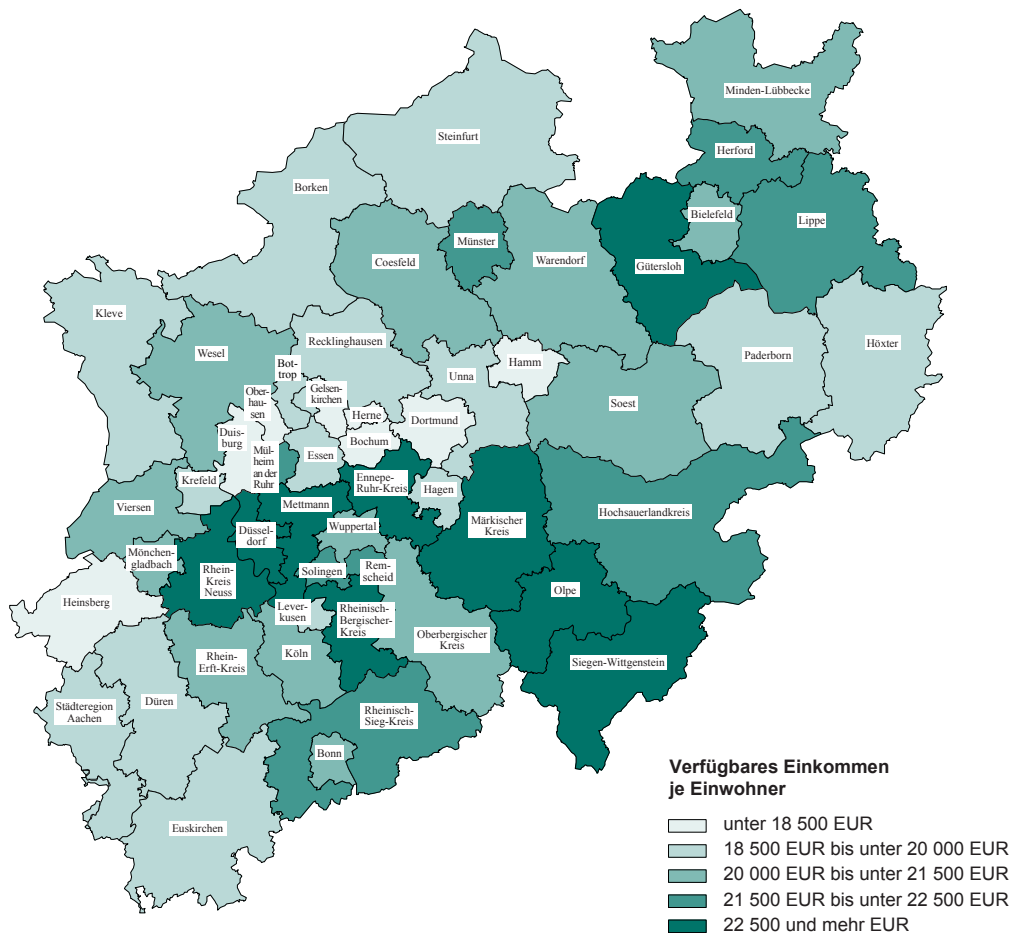 Minden-Lübbecke
Steinfurt
Herford
Borken
Bielefeld
Lippe
Münster
Warendorf
Coesfeld
Gütersloh
Kleve
Recklinghausen
Wesel
Paderborn
Höxter
Hamm
Bot-
trop
Unna
Gelsen-
kirchen
Ober-
hau-
sen
Soest
Herne
Dortmund
Duis-
burg
Bochum
Essen
Mül-
heim
an der
Ruhr
Krefeld
Ennepe-
Ruhr-Kreis
Hagen
Viersen
Mettmann
Hochsauerlandkreis
Märkischer
Kreis
Wuppertal
Düssel-
dorf
Mönchen-
gladbach
Rhein-
Kreis
Neuss
Solingen
Rem-
scheid
Olpe
Heinsberg
Lever-
kusen
Rheinisch-
Bergischer-
Kreis
Oberbergischer
Kreis
Köln
Rhein-
Erft-Kreis
Siegen-Wittgenstein
Städteregion
Aachen
Düren
Rheinisch-
Sieg-Kreis
Bonn
Euskirchen
Verfügbares Einkommen
je Einwohner
unter 18 500 EUR
18 500 EUR bis unter 20 000 EUR
20 000 EUR bis unter 21 500 EUR
21 500 EUR bis unter 22 500 EUR
22 500 und mehr EUR